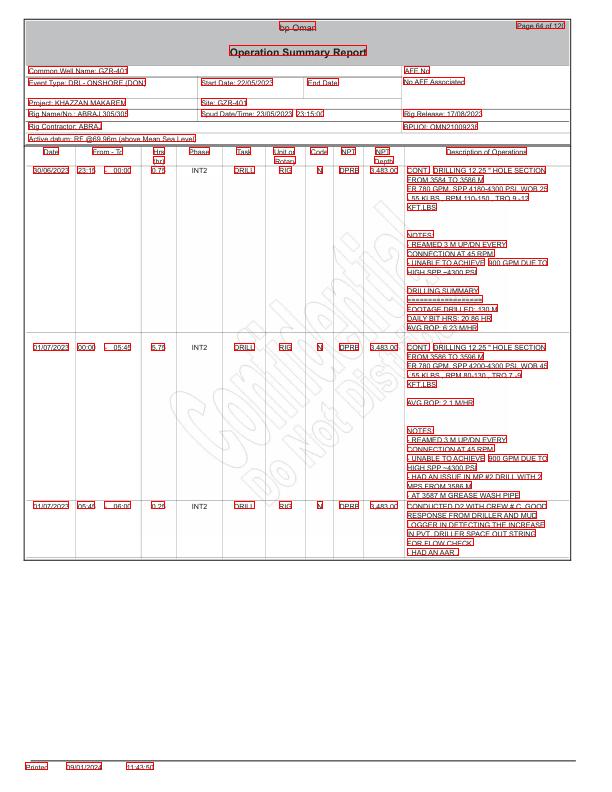 bp Oman
Page 64 of 120
Operation Summary Report
Common Well Name: GZR-401 AFE No
Event Type: DRL- ONSHORE (DON) Start Date: 22/05/2023 End Date: No AFE Associated
Project: KHAZZAN MAKAREM Site: GZR-401
Rig Name/No.: ABRAJ 305/305 Spud Date/Time: 23/05/2023 23:15:00 Rig Release: 17/08/2023
Rig Contractor: ABRAJ BPUOI: OMN21009236
Active datum: RF @69.96m (above Mean Sea Level)
Date From - To Hrs (hr) Phase Task Unit or Rotary Code NPT NPT Depth Description of Operations
30/06/2023 23:15 - 00:00 0.75 INT2 DRILL RIG N DPRB 3,483.00 CONT. DRILLING 12.25 " HOLE SECTION
FROM 3584 TO 3586 M
FR 780 GPM, SPP 4180-4300 PSI, WOB 25
- 55 KLBS , RPM 110-150 , TRQ 9 -12
KFT.LBS
NOTES:
- REAMED 3 M UP/DN EVERY
CONNECTION AT 45 RPM
- UNABLE TO ACHIEVE 900 GPM DUE TO
HIGH SPP ~4300 PSI
DRILLING SUMMARY
==================
FOOTAGE DRILLED: 130 M
DAILY BIT HRS: 20.86 HR
AVG ROP: 6.23 M/HR
01/07/2023 00:00 - 05:45 5.75 INT2 DRILL RIG N DPRB 3,483.00 CONT. DRILLING 12.25 " HOLE SECTION
FROM 3586 TO 3596 M
FR 780 GPM, SPP 4200-4300 PSI, WOB 45
- 55 KLBS , RPM 80-130 , TRQ 7 -9
KFT.LBS
AVG ROP: 2.1 M/HR
NOTES:
- REAMED 3 M UP/DN EVERY
CONNECTION AT 45 RPM
- UNABLE TO ACHIEVE 900 GPM DUE TO
HIGH SPP ~4300 PSI
- HAD AN ISSUE IN MP #2 DRILL WITH 2
MPS FROM 3586 M
- AT 3587 M GREASE WASH PIPE
01/07/2023 05:45 - 06:00 0.25 INT2 DRILL RIG N DPRB 3,483.00 CONDUCTED D2 WITH CREW # C, GOOD
RESPONSE FROM DRILLER AND MUD
LOGGER IN DETECTING THE INCREASE
IN PVT, DRILLER SPACE OUT STRING
FOR FLOW CHECK
- HAD AN AAR
Confidential
Printed 09/01/2024 11:43:50